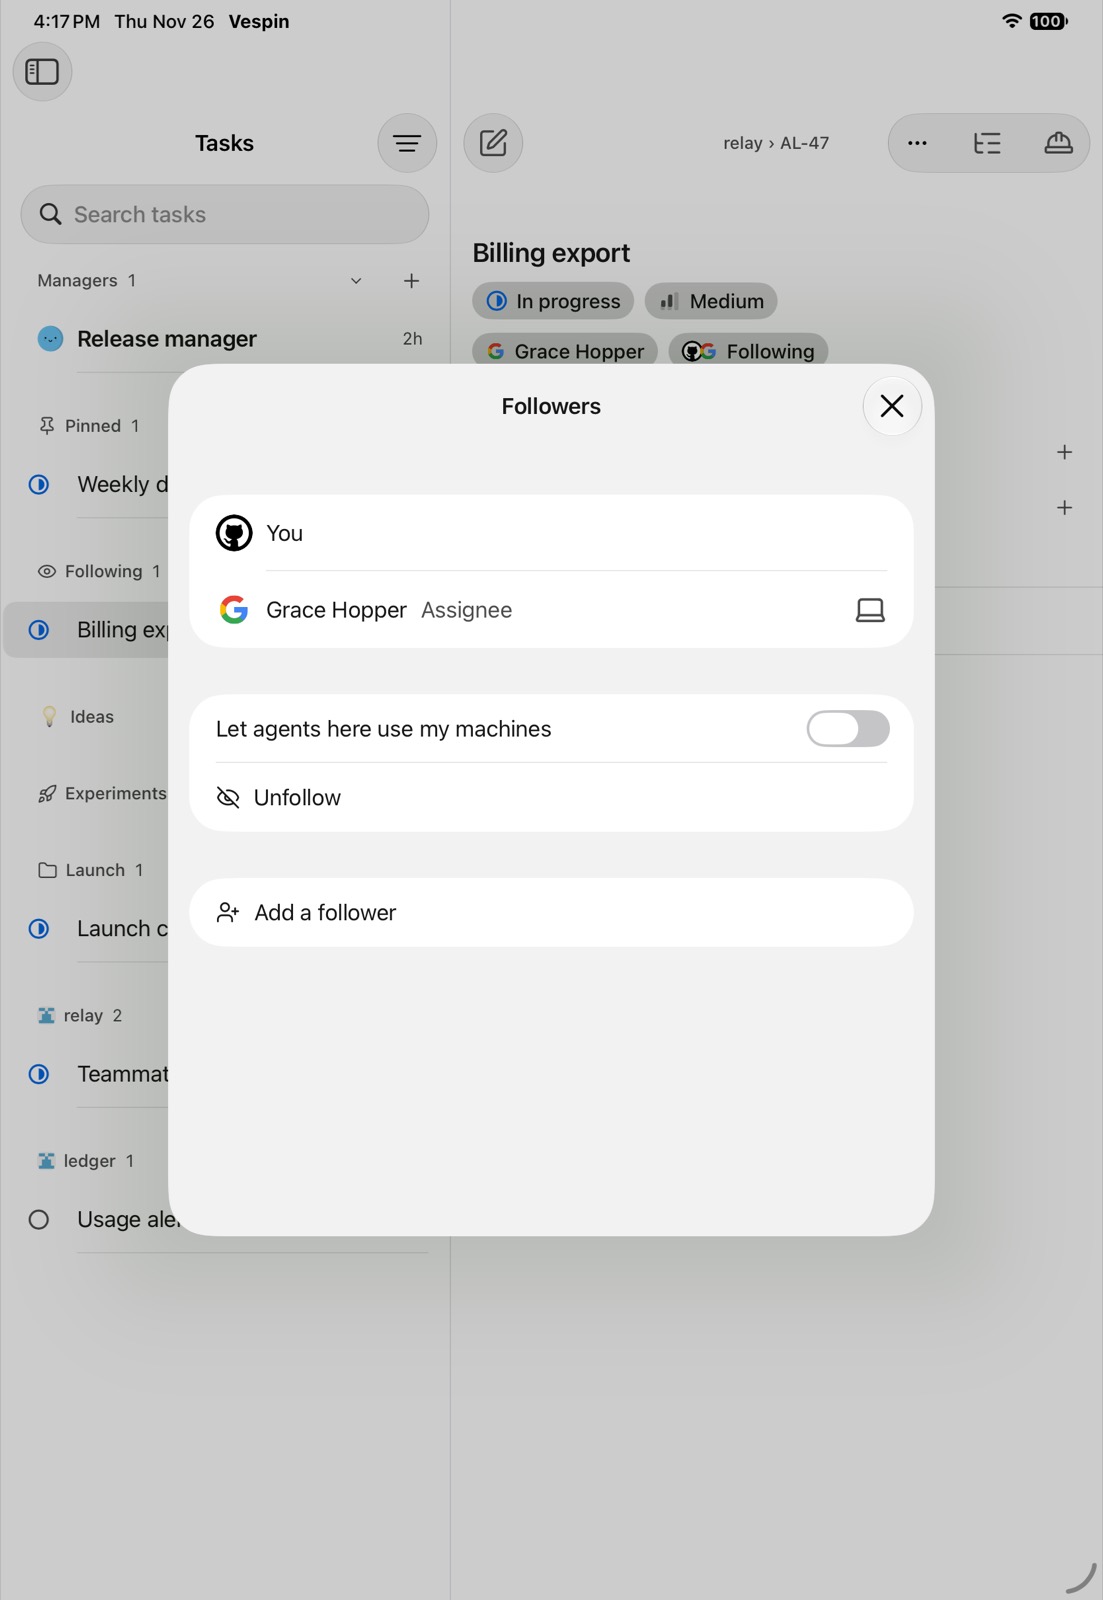 4:17 PM Thu Nov 26 Vespin
100
Tasks
relay › AL-47
Search tasks
Managers 1
Release manager
2h
Pinned 1
Weekly d
Following 1
Billing exp
Ideas
Experiments
Launch 1
Launch c
relay 2
Teammat
ledger 1
Usage aler
Billing export
In progress
Medium
Grace Hopper
Following
Followers
You
Grace Hopper Assignee
Let agents here use my machines
Unfollow
Add a follower